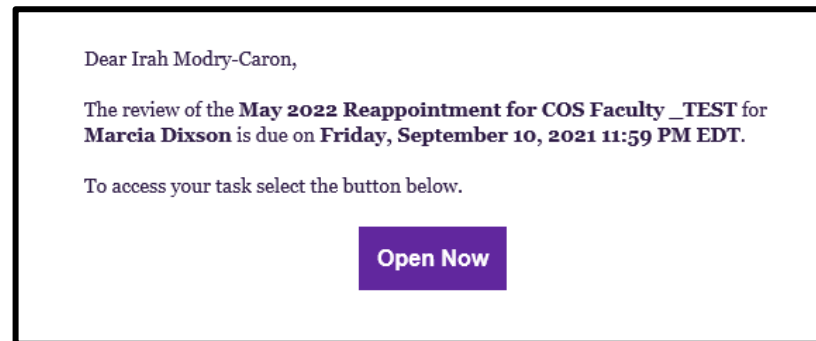 Dear Irah Modry-Caron,
The review of the May 2022 Reappointment for COS Faculty _TEST for
Marcia Dixson is due on Friday, September 10, 2021 11:59 PM EDT.
To access your task select the button below.
Open Now